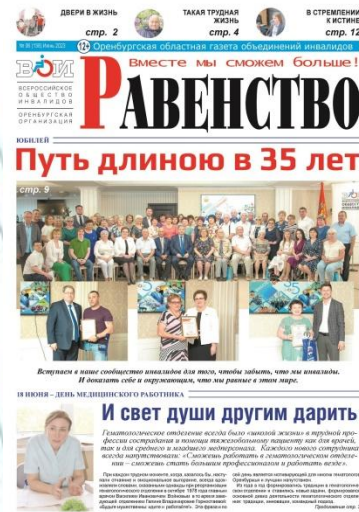 ДВЕРИ В ЖИЗНЬ
стр. 2
ТАКАЯ ТРУДНАЯ
ЖИЗНЬ
стр. 4
В СТРЕМЛЕНИИ
К ИСТИНЕ
стр. 12
Июнь 2023
12+
Оренбургская областная газета объединений инвалидов
Вместе мы сможем больше!
ВОИ
ВСЕРОССИЙСКОЕ
ОБЩЕСТВО
ИНВАЛИДОВ
ОРЕНБУРГСКАЯ
ОРГАНИЗАЦИЯ
РАВЕНСТВО
ЮБИЛЕЙ
Путь длиною в 35 лет
стр. 9
Вступаем в наше сообщество инвалидов для того, чтобы забыть, что мы инвалиды.
И доказать себе и окружающим, что мы равные в этом мире.
18 ИЮНЯ – ДЕНЬ МЕДИЦИНСКОГО РАБОТНИКА
И свет души другим дарить
Гематологическое отделение всегда было «школой жизни» в трудной про-
фессии сострадания и помощи тяжелобольному пациенту как для врачей,
так и для среднего и младшего медперсонала. Каждого нового сотрудника
всегда напутствовали: «Сможешь работать в гематологическом отделе-
нии – сможешь стать большим профессионалом и работать везде».